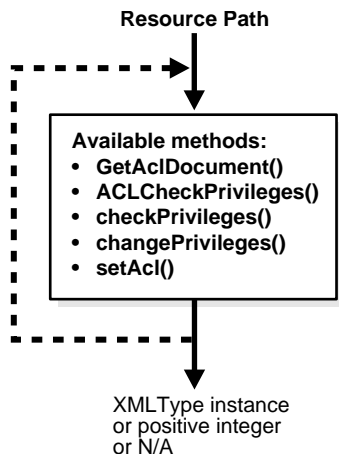 Resource Path
Available methods:
• GetAclDocument()
• ACLCheckPrivileges()
• checkPrivileges()
• changePrivileges()
• setAcl()
XMLType instance
or positive integer
or N/A